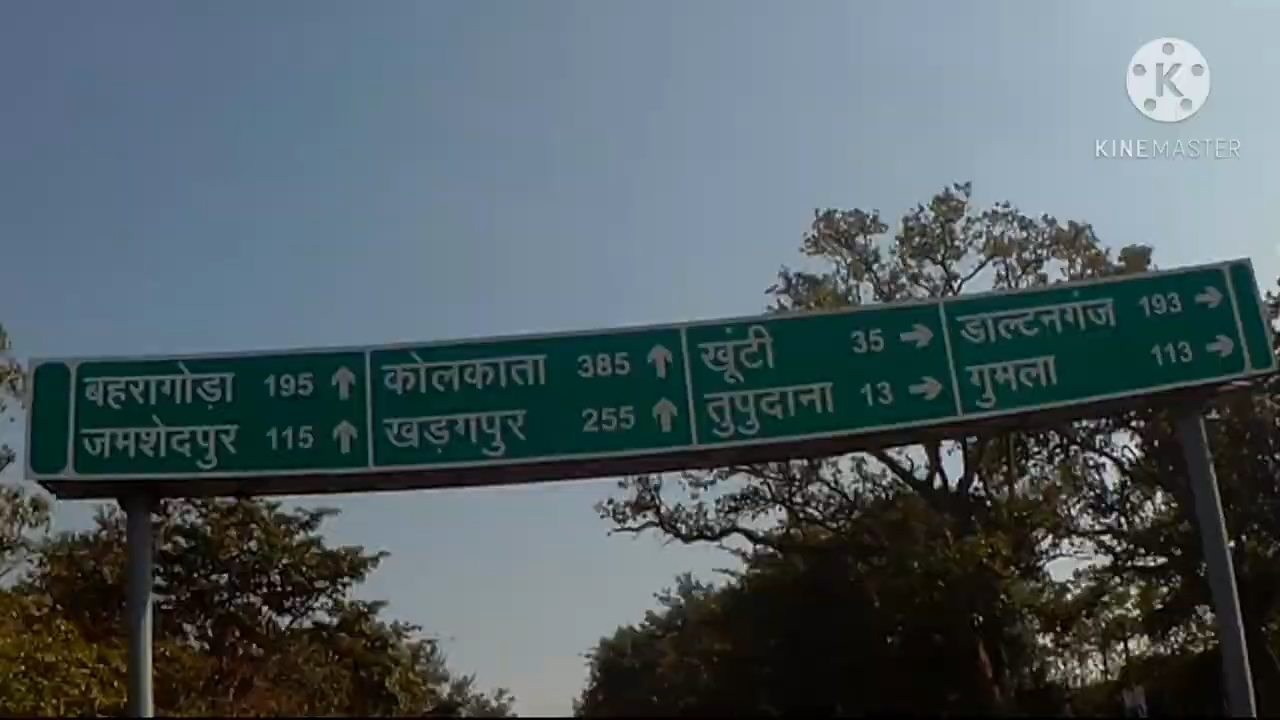 K
KINEMASTER
बहरागोड़ा 195
जमशेदपुर 115
कोलकाता 385
खड़गपुर 255
खूंटी 35
तुपुदाना 13
डाल्टनगंज 193
गुमला 113